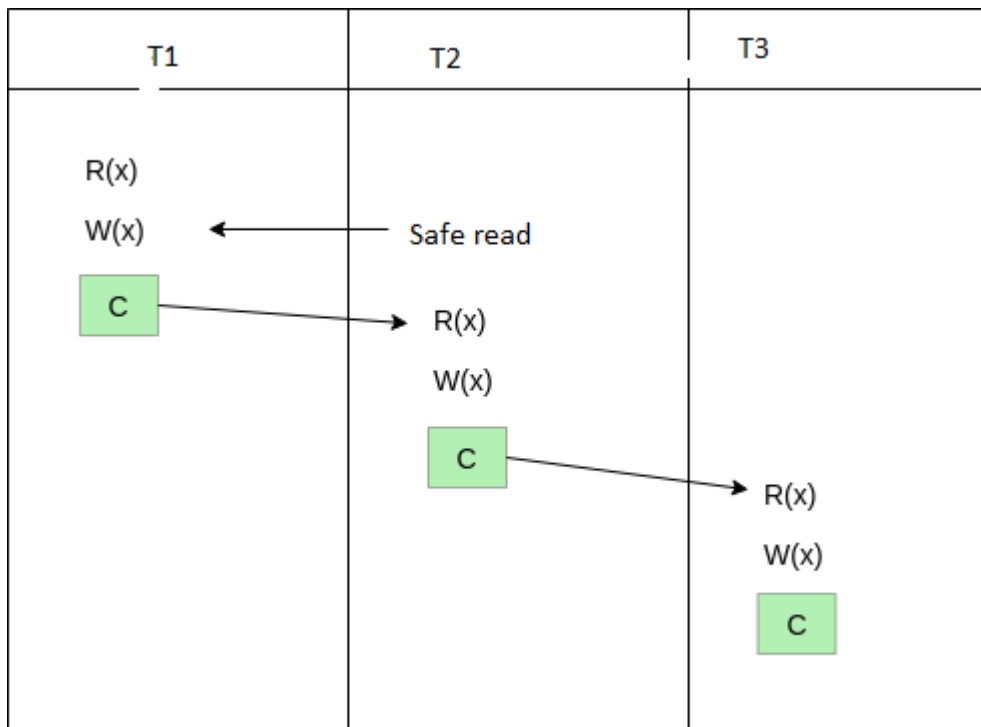 T1
T2
T3
R(x)
W(x)
Safe read
C
R(x)
W(x)
C
R(x)
W(x)
C